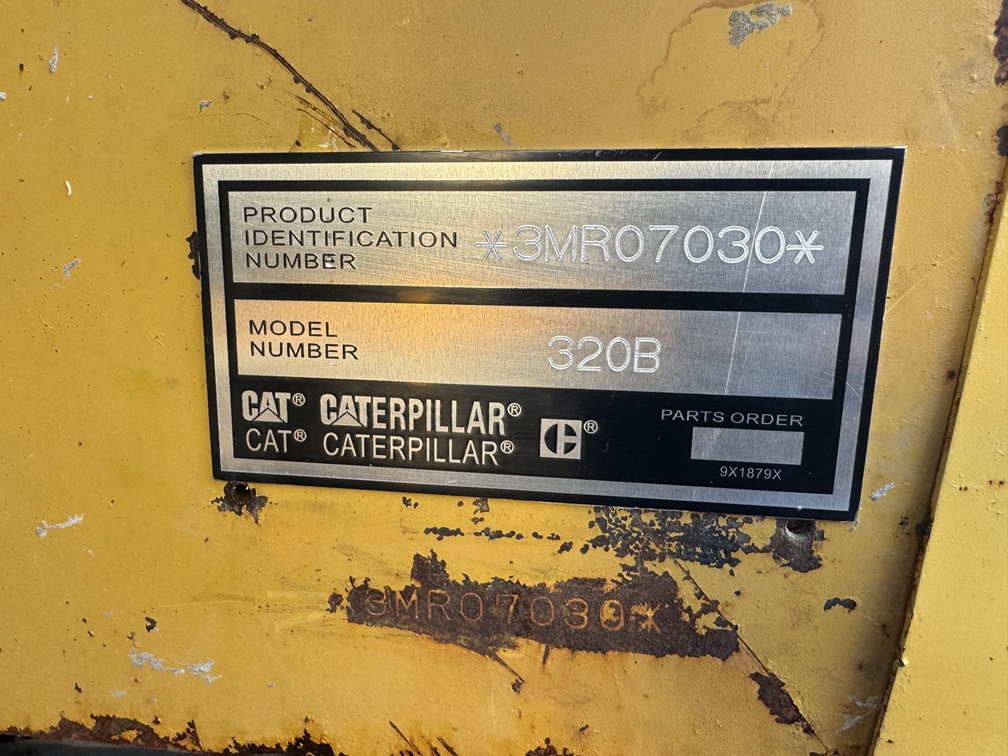 PRODUCT
IDENTIFICATION
NUMBER
*3MR07030*
MODEL
NUMBER
320B
CAT® CATERPILLAR®
CAT® CATERPILLAR®
C®
PARTS ORDER
9X1879X
3MR07030*